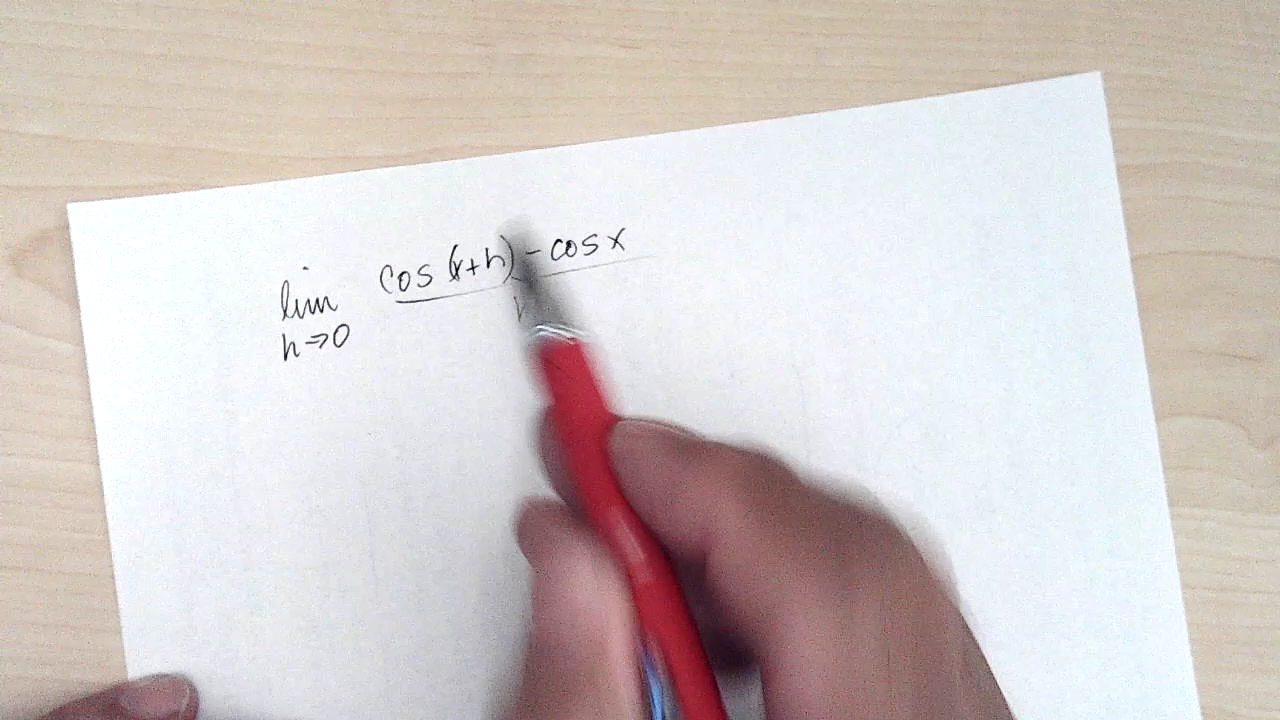 lim cos (x+h) - cos x
h→0 h